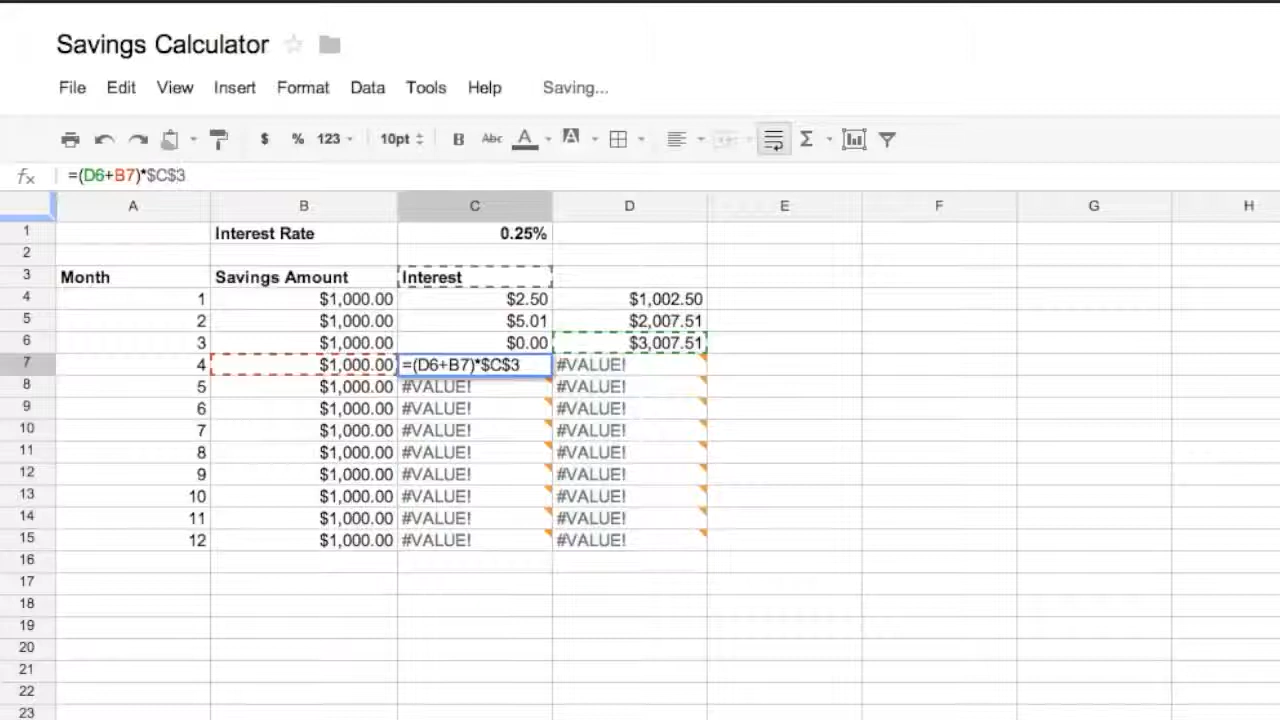 Savings Calculator
File Edit View Insert Format Data Tools Help Saving...
$ % 123 10pt B Abc A A Σ
fx =(D6+B7)*$C$3
A B C D E F G H
1 Interest Rate 0.25%
2
3 Month Savings Amount Interest
4 1 $1,000.00 $2.50 $1,002.50
5 2 $1,000.00 $5.01 $2,007.51
6 3 $1,000.00 $0.00 $3,007.51
7 4 $1,000.00 =(D6+B7)*$C$3 #VALUE!
8 5 $1,000.00 #VALUE! #VALUE!
9 6 $1,000.00 #VALUE! #VALUE!
10 7 $1,000.00 #VALUE! #VALUE!
11 8 $1,000.00 #VALUE! #VALUE!
12 9 $1,000.00 #VALUE! #VALUE!
13 10 $1,000.00 #VALUE! #VALUE!
14 11 $1,000.00 #VALUE! #VALUE!
15 12 $1,000.00 #VALUE! #VALUE!
16
17
18
19
20
21
22
23